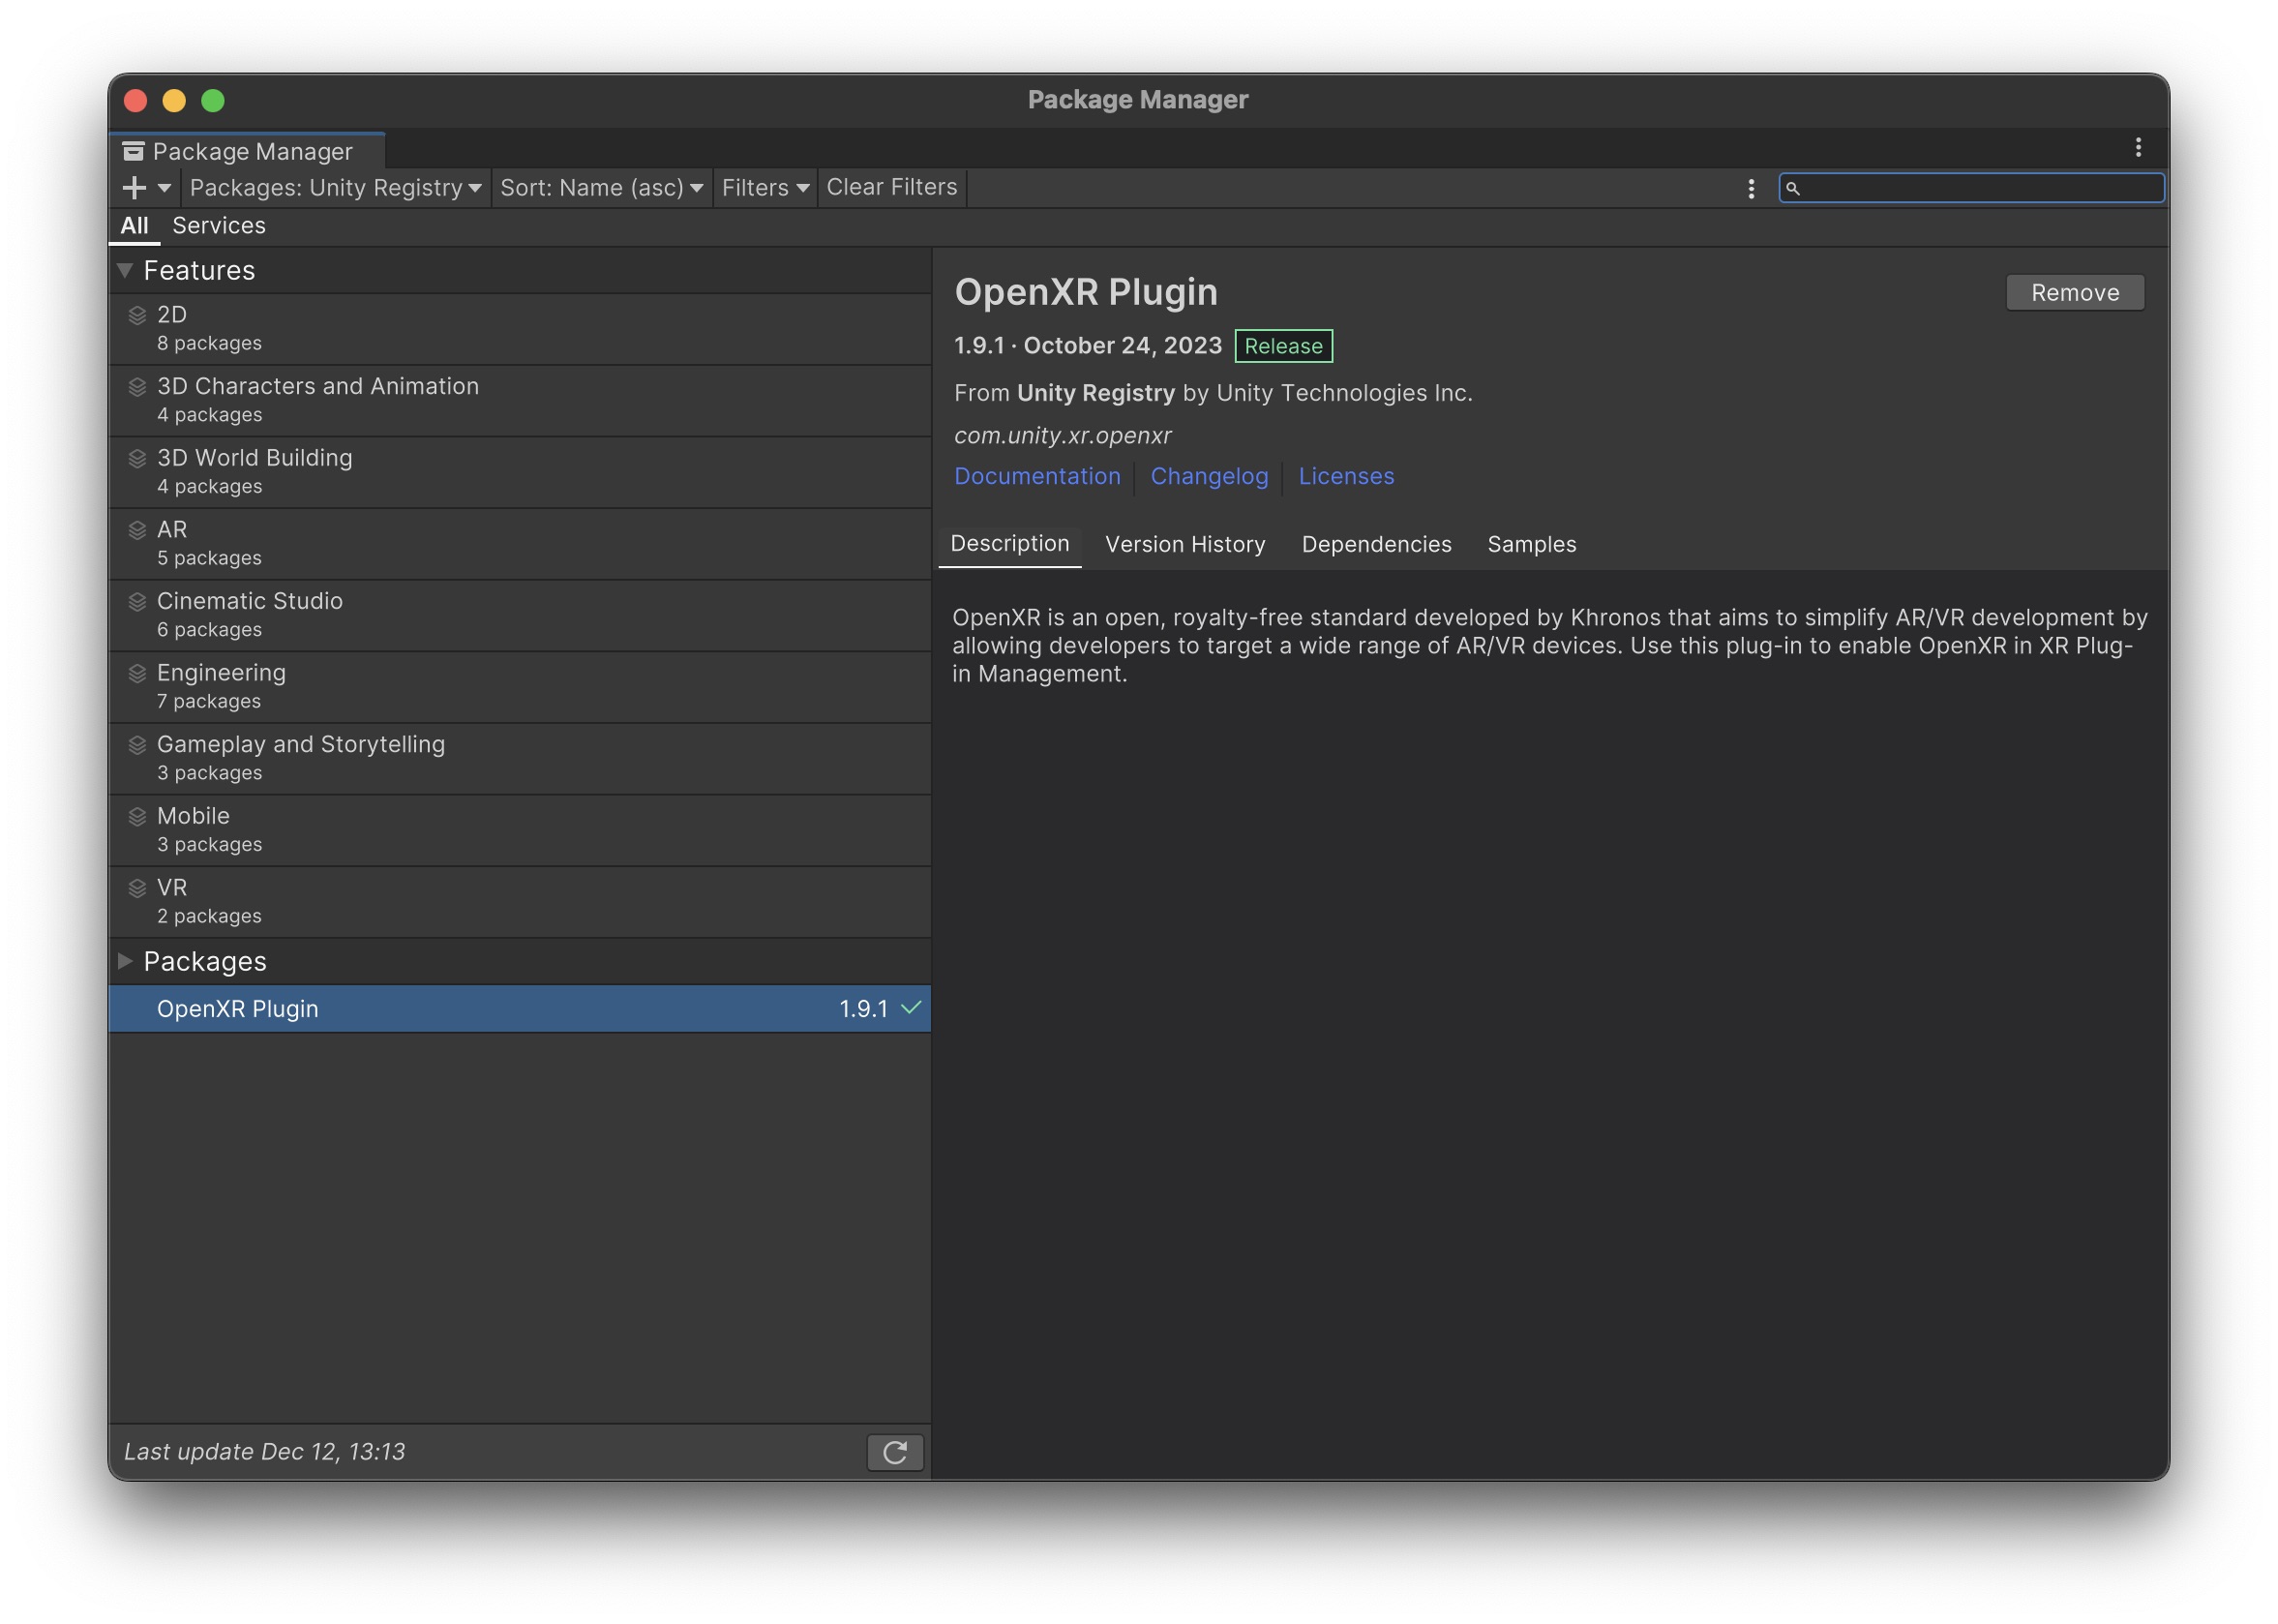 Package Manager
Package Manager
Packages: Unity Registry
Sort: Name (asc)
Filters
Clear Filters
All
Services
Features
2D
8 packages
3D Characters and Animation
4 packages
3D World Building
4 packages
AR
5 packages
Cinematic Studio
6 packages
Engineering
7 packages
Gameplay and Storytelling
3 packages
Mobile
3 packages
VR
2 packages
Packages
OpenXR Plugin 1.9.1
Last update Dec 12, 13:13
OpenXR Plugin
Remove
1.9.1 · October 24, 2023 Release
From Unity Registry by Unity Technologies Inc.
com.unity.xr.openxr
Documentation Changelog Licenses
Description Version History Dependencies Samples
OpenXR is an open, royalty-free standard developed by Khronos that aims to simplify AR/VR development by
allowing developers to target a wide range of AR/VR devices. Use this plug-in to enable OpenXR in XR Plug-
in Management.